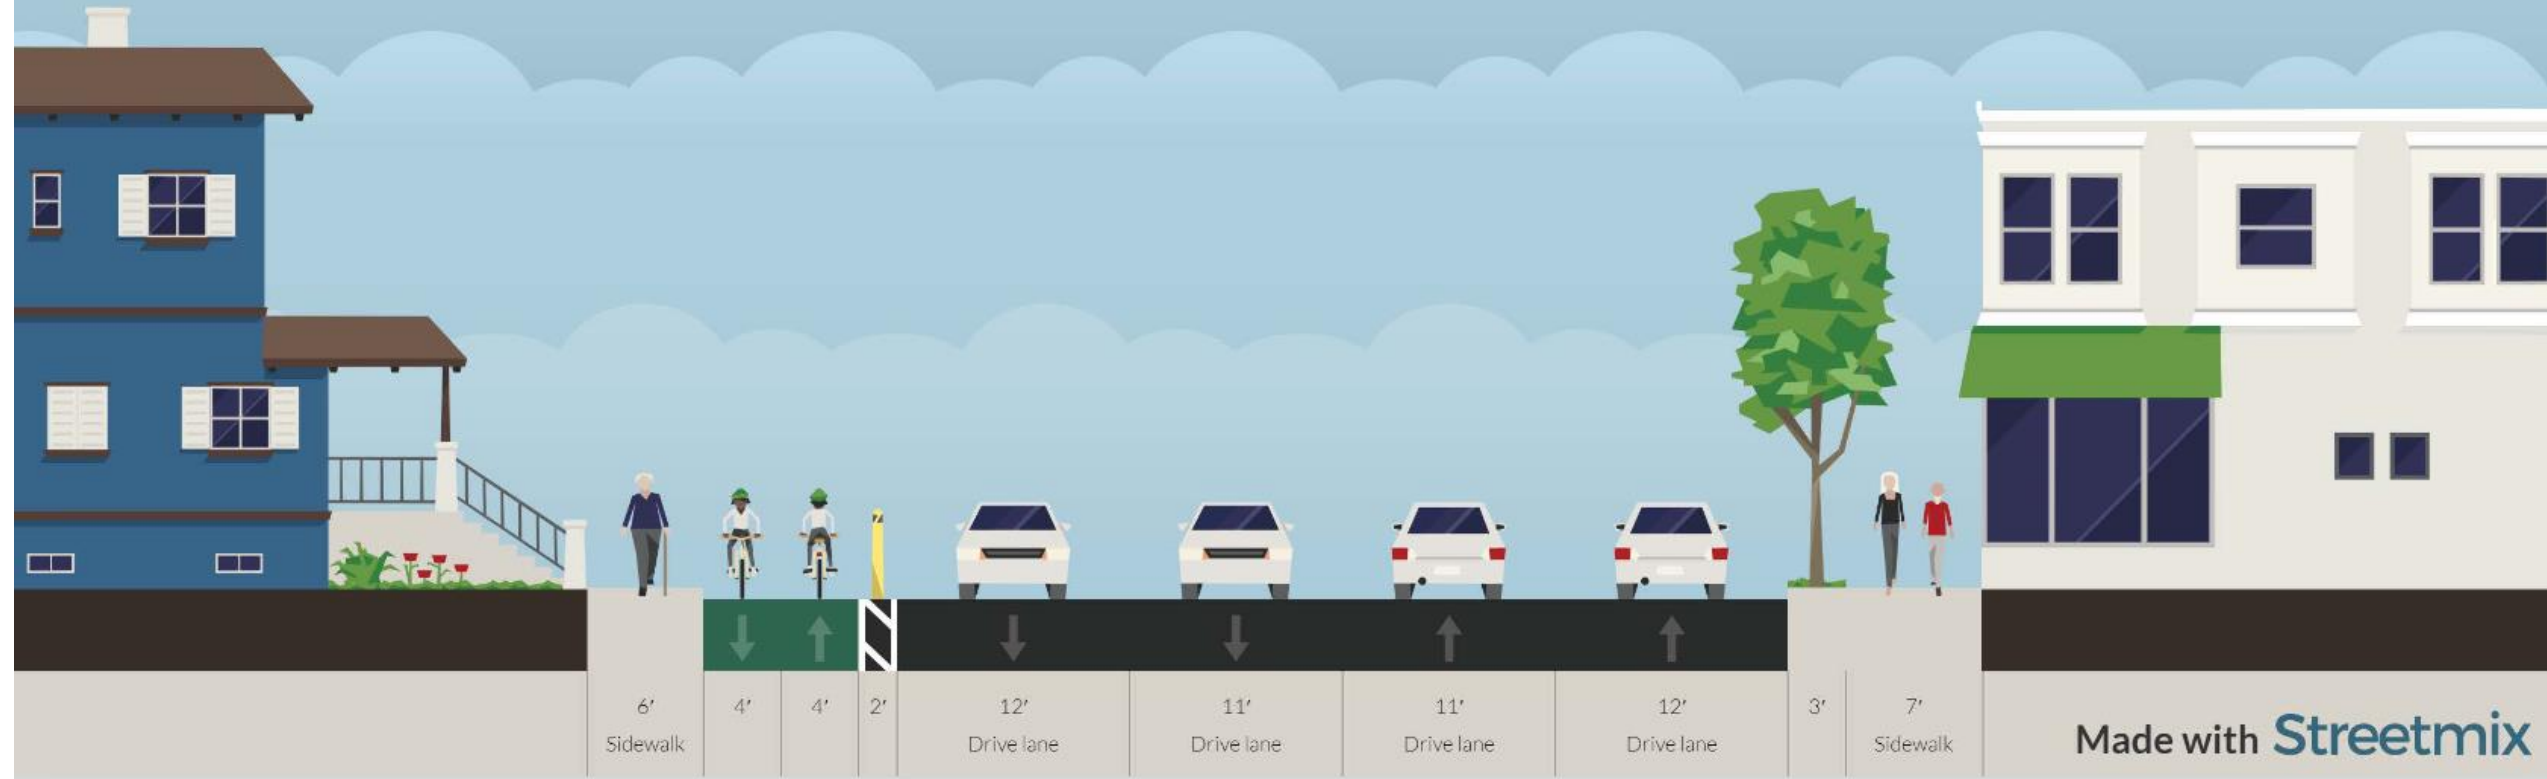 6′ 4′ 4′ 2′ 12′ 11′ 11′ 12′ 3′ 7′
Sidewalk Drive lane Drive lane Drive lane Drive lane Sidewalk
Made with Streetmix